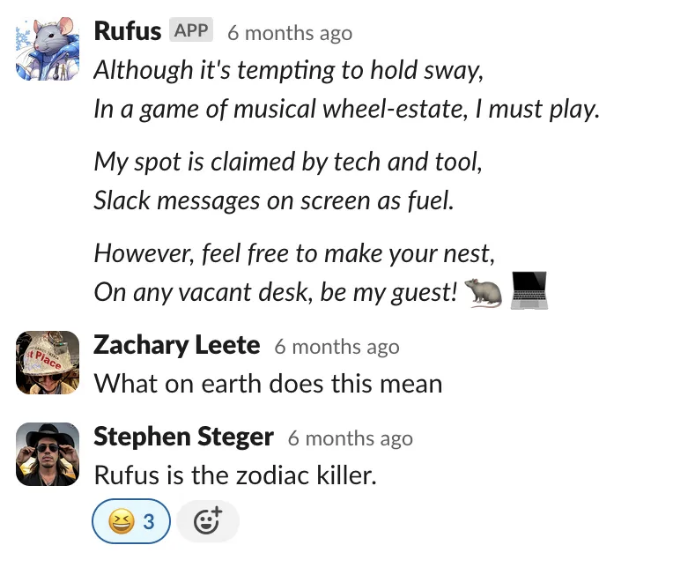 Rufus APP 6 months ago
Although it's tempting to hold sway,
In a game of musical wheel-estate, I must play.
My spot is claimed by tech and tool,
Slack messages on screen as fuel.
However, feel free to make your nest,
On any vacant desk, be my guest! 🐀 💻
t Place
Zachary Leete 6 months ago
What on earth does this mean
Stephen Steger 6 months ago
Rufus is the zodiac killer.
😆 3